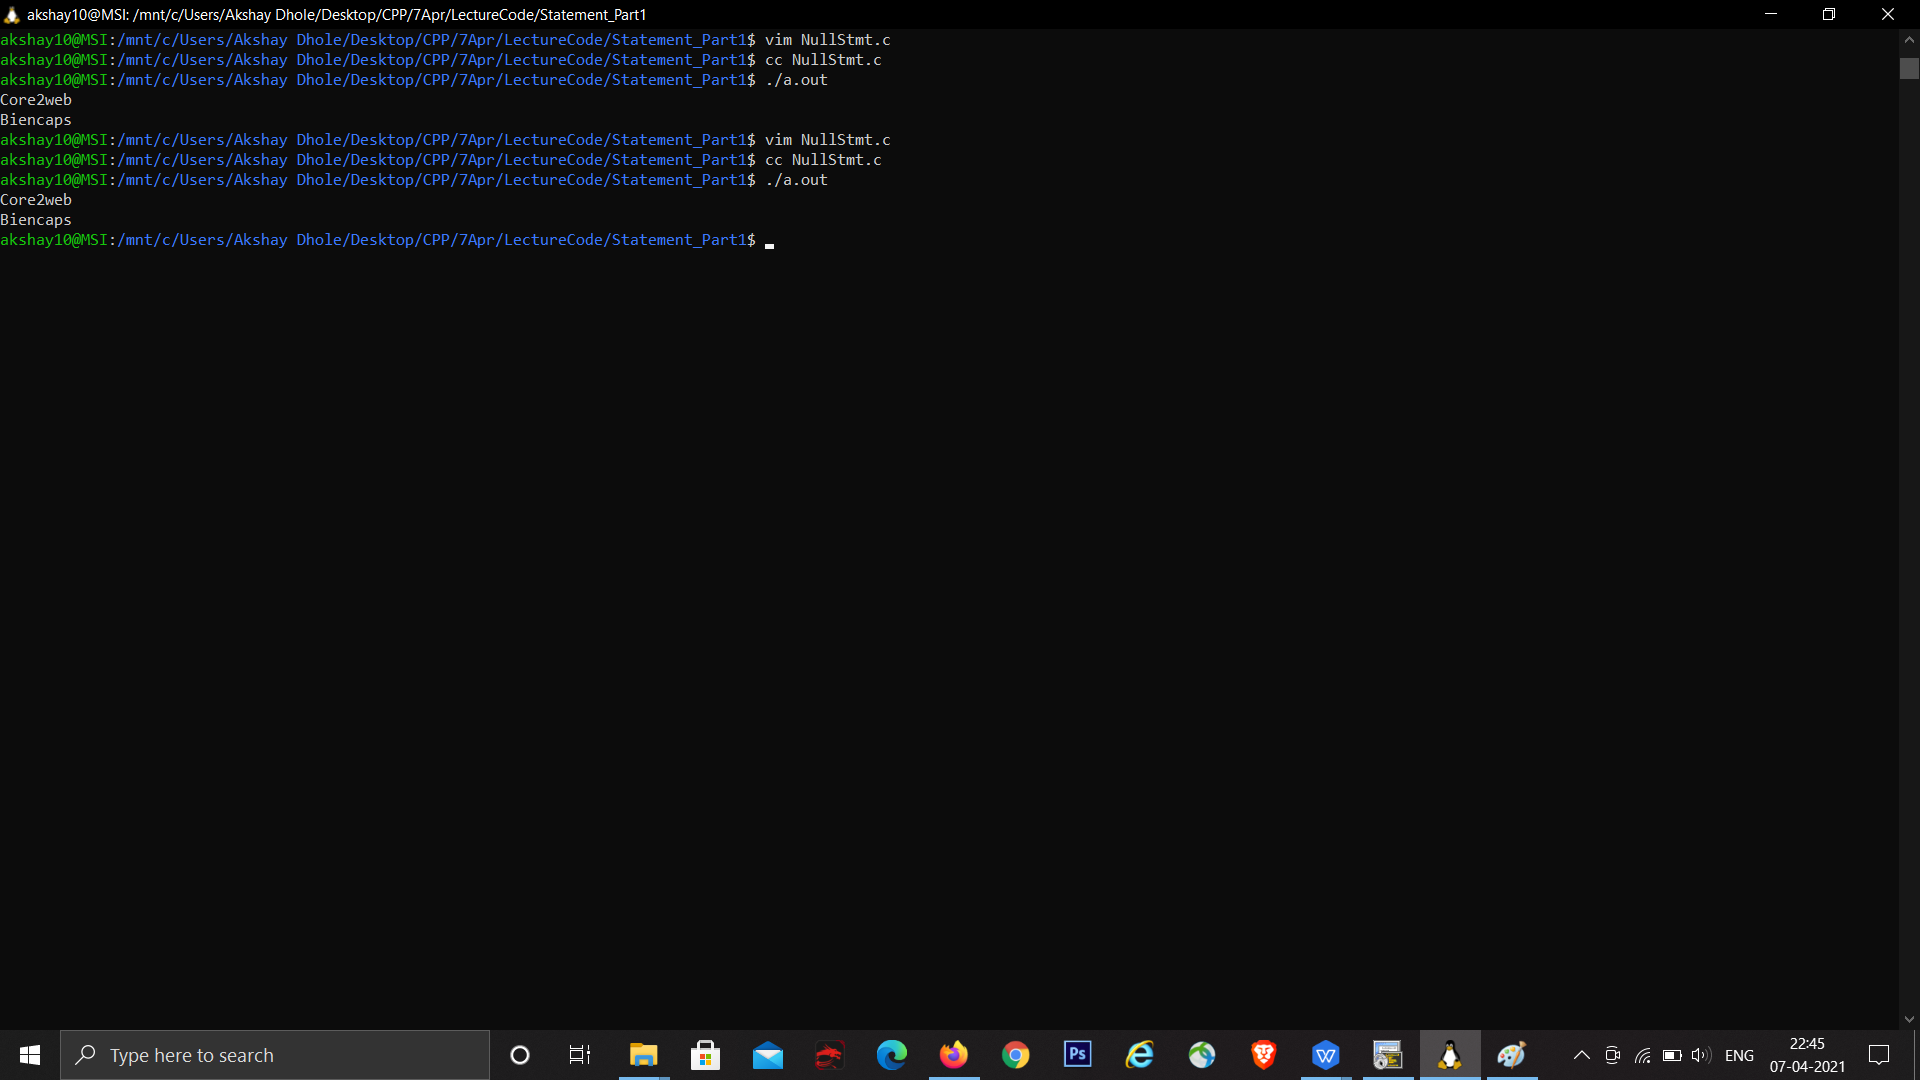 akshay10@MSI: /mnt/c/Users/Akshay Dhole/Desktop/CPP/7Apr/LectureCode/Statement_Part1
akshay10@MSI:/mnt/c/Users/Akshay Dhole/Desktop/CPP/7Apr/LectureCode/Statement_Part1$ vim NullStmt.c
akshay10@MSI:/mnt/c/Users/Akshay Dhole/Desktop/CPP/7Apr/LectureCode/Statement_Part1$ cc NullStmt.c
akshay10@MSI:/mnt/c/Users/Akshay Dhole/Desktop/CPP/7Apr/LectureCode/Statement_Part1$ ./a.out
Core2web
Biencaps
akshay10@MSI:/mnt/c/Users/Akshay Dhole/Desktop/CPP/7Apr/LectureCode/Statement_Part1$ vim NullStmt.c
akshay10@MSI:/mnt/c/Users/Akshay Dhole/Desktop/CPP/7Apr/LectureCode/Statement_Part1$ cc NullStmt.c
akshay10@MSI:/mnt/c/Users/Akshay Dhole/Desktop/CPP/7Apr/LectureCode/Statement_Part1$ ./a.out
Core2web
Biencaps
akshay10@MSI:/mnt/c/Users/Akshay Dhole/Desktop/CPP/7Apr/LectureCode/Statement_Part1$
Type here to search
Ps
ENG
22:45
07-04-2021